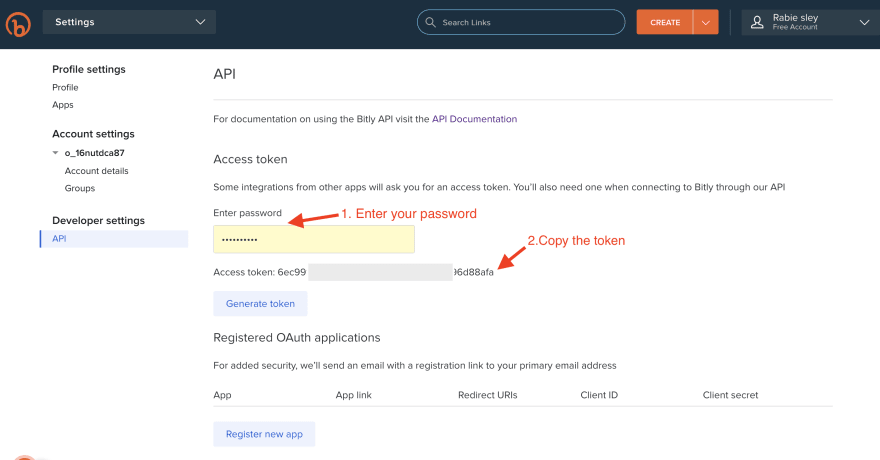 Settings
Search Links
CREATE
Rabie sley
Free Account
Profile settings
Profile
Apps
Account settings
o_16nutdca87
Account details
Groups
Developer settings
API
API
For documentation on using the Bitly API visit the API Documentation
Access token
Some integrations from other apps will ask you for an access token. You'll also need one when connecting to Bitly through our API
Enter password
1. Enter your password
••••••••••
2.Copy the token
Access token: 6ec99 96d88afa
Generate token
Registered OAuth applications
For added security, we'll send an email with a registration link to your primary email address
App App link Redirect URIs Client ID Client secret
Register new app